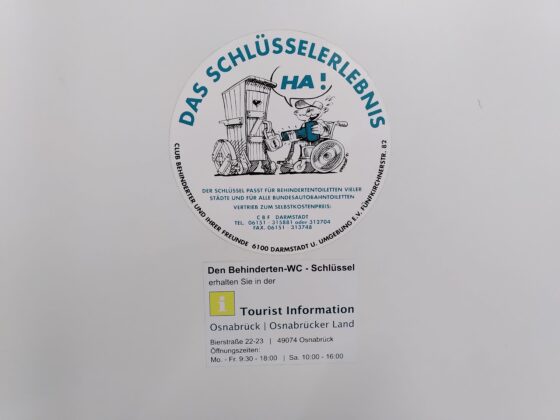 DAS SCHLÜSSELERLEBNIS
HA!
DER SCHLÜSSEL PASST FÜR BEHINDERTENTOILETTEN VIELER
STÄDTE UND FÜR ALLE BUNDESAUTOBAHNTOILETTEN
VERTRIEB ZUM SELBSTKOSTENPREIS:
CBF DARMSTADT
TEL. 06151 - 315881 oder 313704
FAX. 06151 - 313748
CLUB BEHINDERTER UND IHRER FREUNDE 6100 DARMSTADT U. UMGEBUNG E.V. FÜNFKIRCHNERSTR. 82
Den Behinderten-WC - Schlüssel
erhalten Sie in der
i Tourist Information
Osnabrück | Osnabrücker Land
Bierstraße 22-23 | 49074 Osnabrück
Öffnungszeiten:
Mo. - Fr. 9:30 - 18:00 | Sa. 10:00 - 16:00